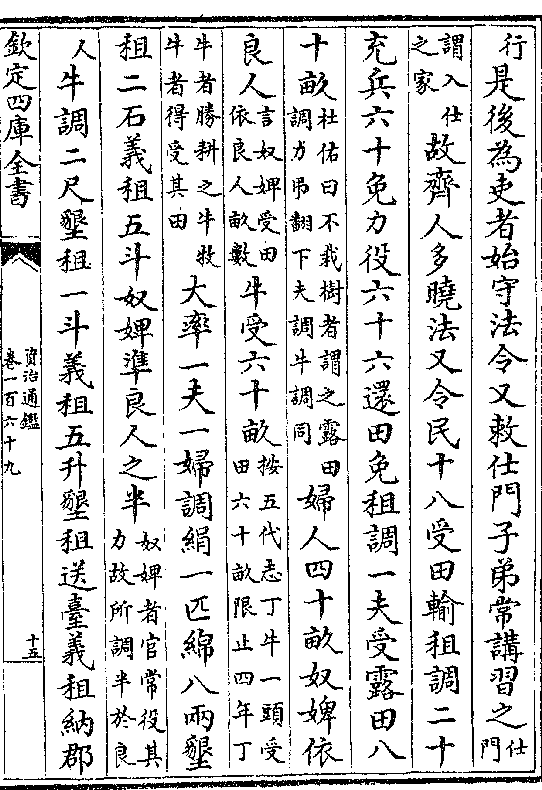 行是後為吏者始守法令又敕仕門子弟常講習之仕門
謂入仕之家故齊人多曉法又令民十八受田輸租調二十
充兵六十免力役六十六還田免租調一夫受露田八
十畝杜佑曰不栽樹者謂之露田調力弔翻下夫調牛調同婦人四十畝奴婢依
良人言奴婢受田依良人畝數牛受六十畝按五代志丁牛一頭受田六十畝限止四年丁
牛者勝耕之牛牧牛者得受其田大率一夫一婦調絹一匹綿八兩墾
租二石義租五斗奴婢準良人之半奴婢者官常役其力故所調半於良
人牛調二尺墾租一斗義租五升墾租送臺義租納郡
欽定四庫全書
資治通鑑
卷一百六十九
十五